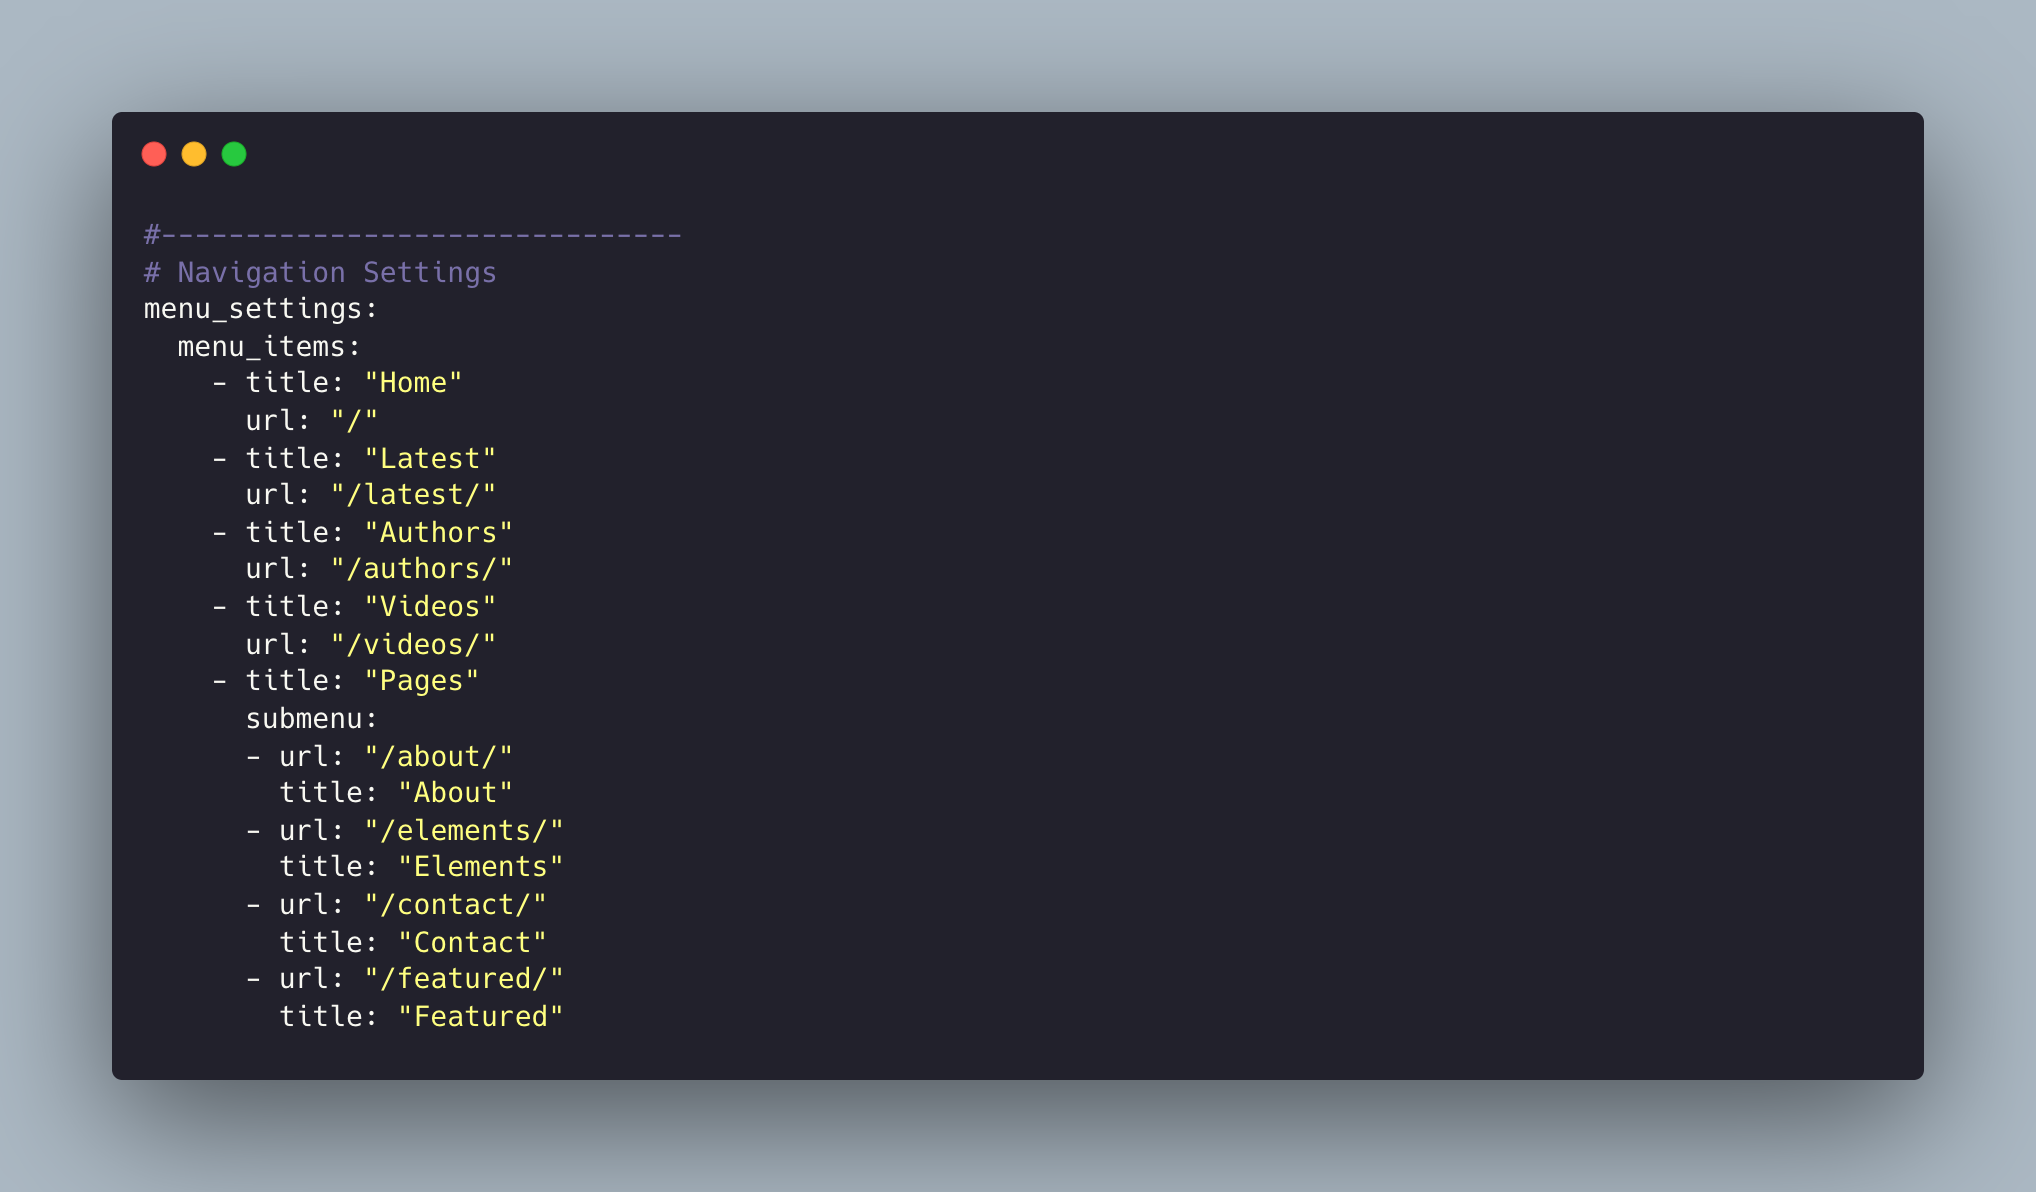 #-------------------------------
# Navigation Settings
menu_settings:
  menu_items:
    - title: "Home"
      url: "/"
    - title: "Latest"
      url: "/latest/"
    - title: "Authors"
      url: "/authors/"
    - title: "Videos"
      url: "/videos/"
    - title: "Pages"
      submenu:
      - url: "/about/"
        title: "About"
      - url: "/elements/"
        title: "Elements"
      - url: "/contact/"
        title: "Contact"
      - url: "/featured/"
        title: "Featured"